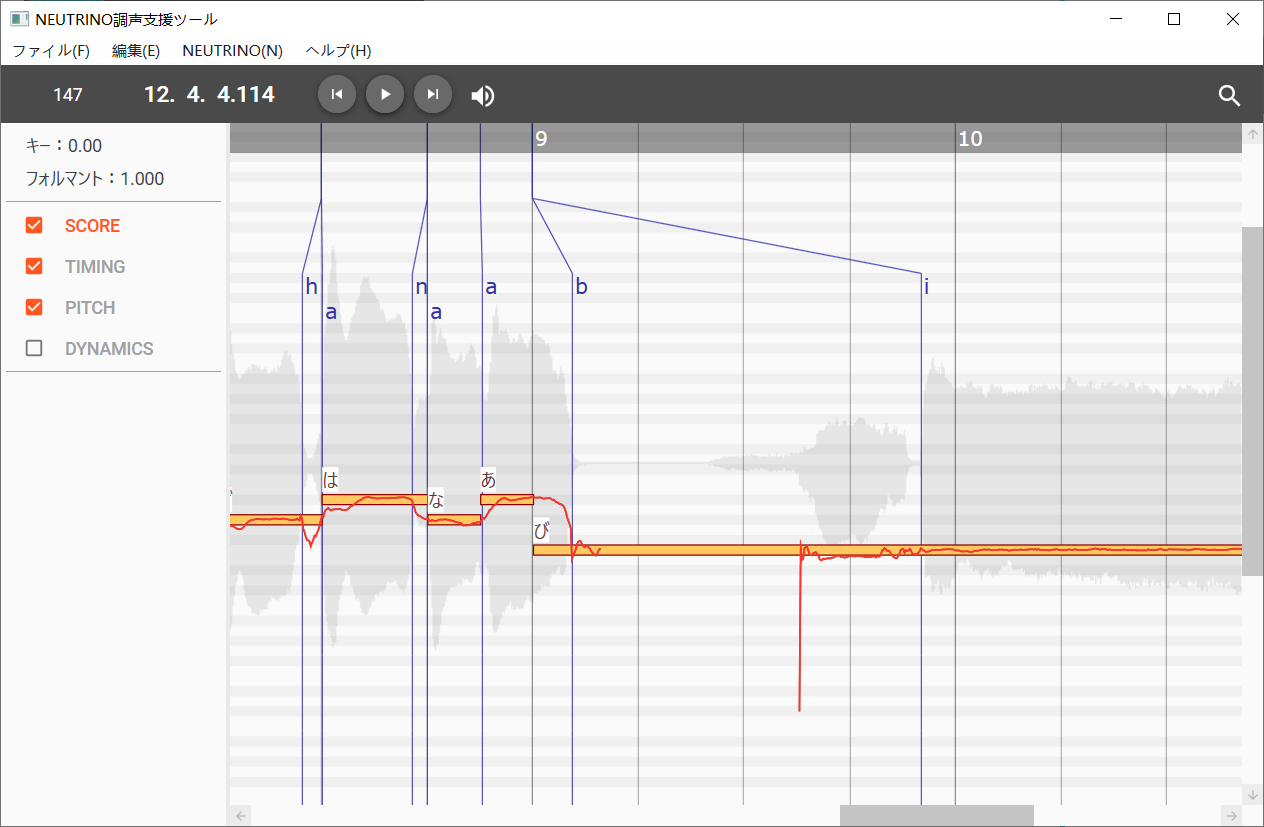 NEUTRINO調声支援ツール
ファイル(F) 編集(E) NEUTRINO(N) ヘルプ(H)
147 12. 4. 4.114
キー：0.00
フォルマント：1.000
SCORE
TIMING
PITCH
DYNAMICS
9 10
h n a b i
a a
は な あ
び